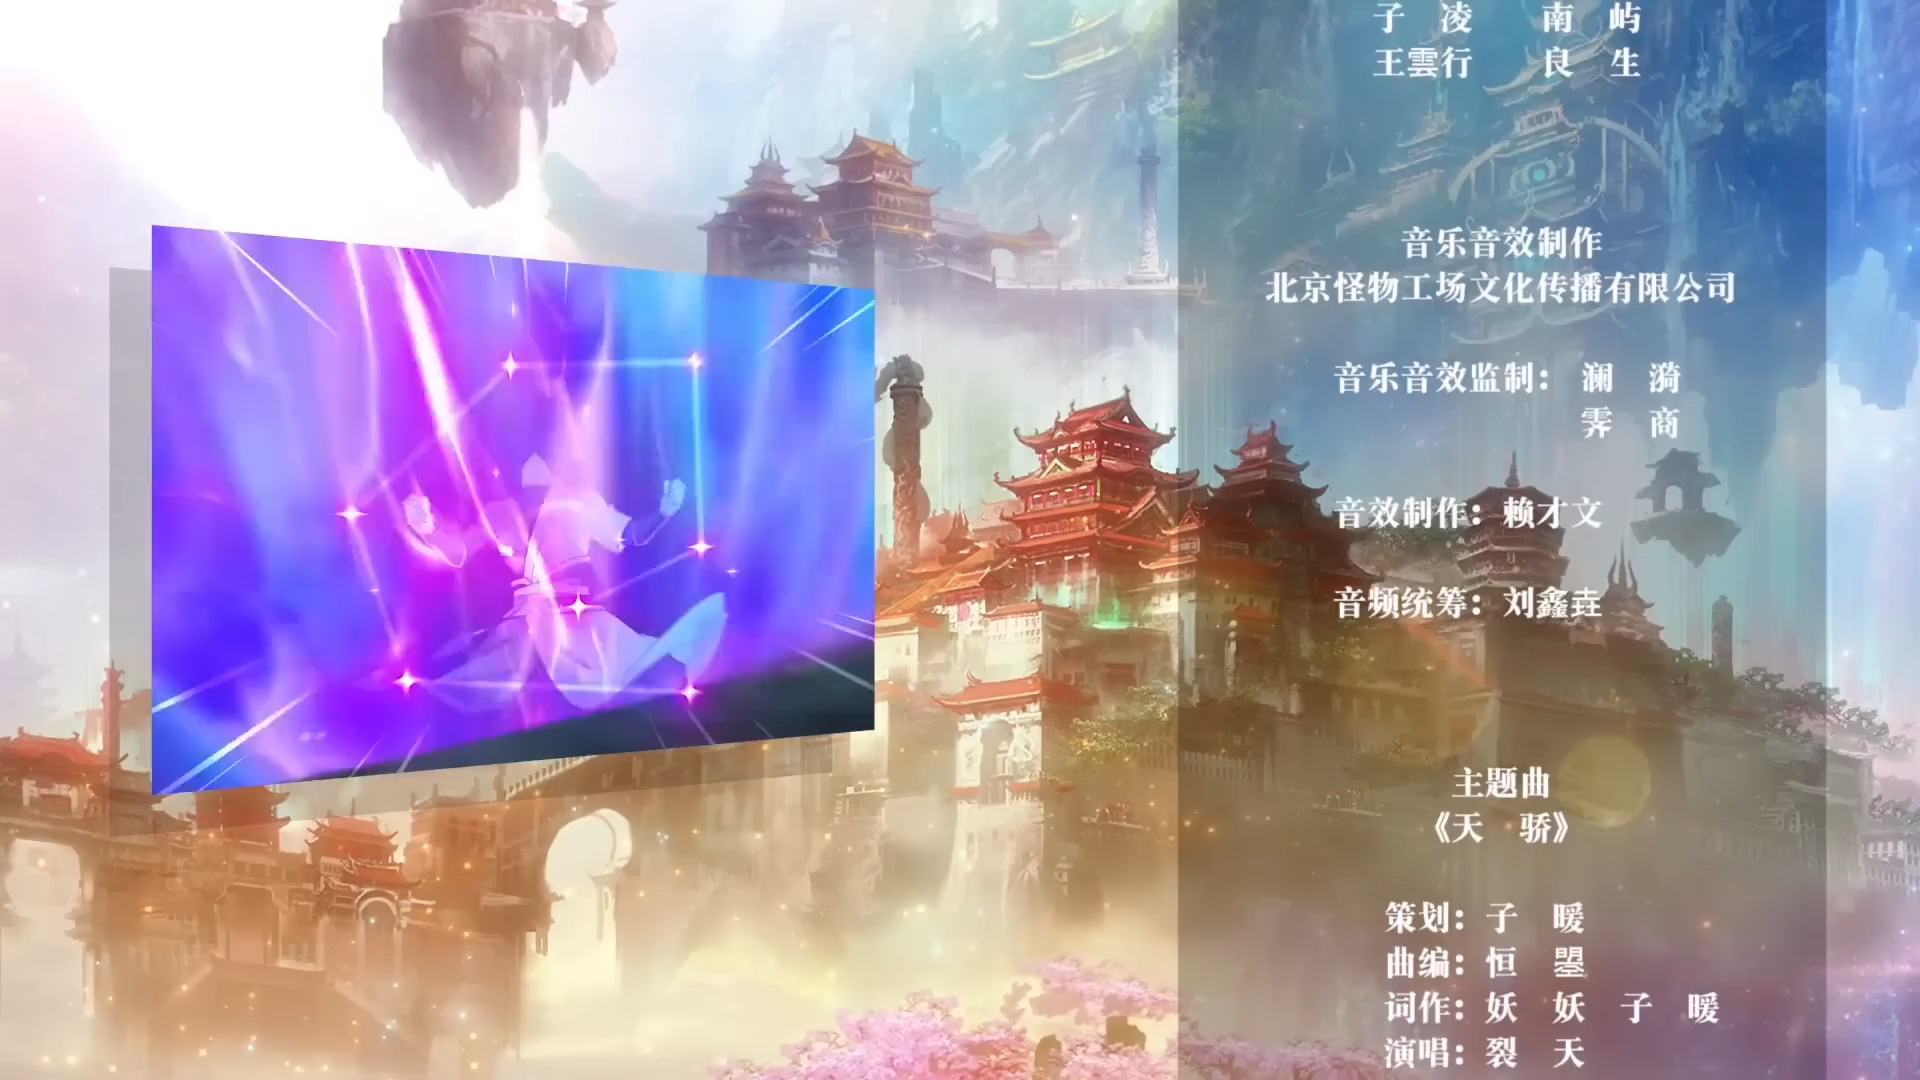 子 凌 南 屿
王雲行 良 生
音乐音效制作
北京怪物工场文化传播有限公司
音乐音效监制： 澜 漪
霁 商
音效制作：赖才文
音频统筹：刘鑫垚
主题曲
《天 骄》
策划：子 暖
曲编：恒 曌
词作：妖 妖 子 暖
演唱：裂 天